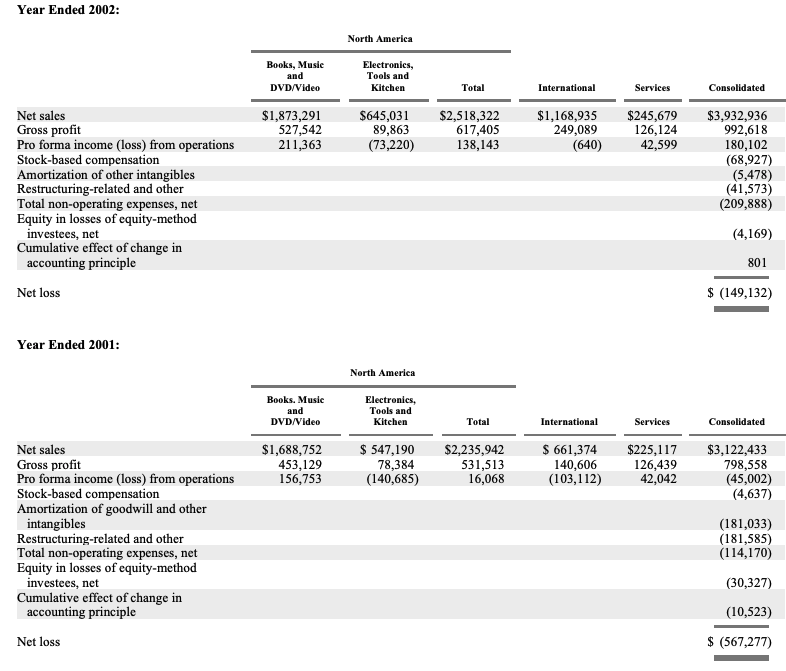 Year Ended 2002:
North America
Books, Music
and
DVD/Video
Electronics,
Tools and
Kitchen
Total
International
Services
Consolidated
Net sales $1,873,291 $645,031 $2,518,322 $1,168,935 $245,679 $3,932,936
Gross profit 527,542 89,863 617,405 249,089 126,124 992,618
Pro forma income (loss) from operations 211,363 (73,220) 138,143 (640) 42,599 180,102
Stock-based compensation (68,927)
Amortization of other intangibles (5,478)
Restructuring-related and other (41,573)
Total non-operating expenses, net (209,888)
Equity in losses of equity-method
investees, net (4,169)
Cumulative effect of change in
accounting principle 801
Net loss $ (149,132)
Year Ended 2001:
North America
Books. Music
and
DVD/Video
Electronics,
Tools and
Kitchen
Total
International
Services
Consolidated
Net sales $1,688,752 $ 547,190 $2,235,942 $ 661,374 $225,117 $3,122,433
Gross profit 453,129 78,384 531,513 140,606 126,439 798,558
Pro forma income (loss) from operations 156,753 (140,685) 16,068 (103,112) 42,042 (45,002)
Stock-based compensation (4,637)
Amortization of goodwill and other
intangibles (181,033)
Restructuring-related and other (181,585)
Total non-operating expenses, net (114,170)
Equity in losses of equity-method
investees, net (30,327)
Cumulative effect of change in
accounting principle (10,523)
Net loss $ (567,277)